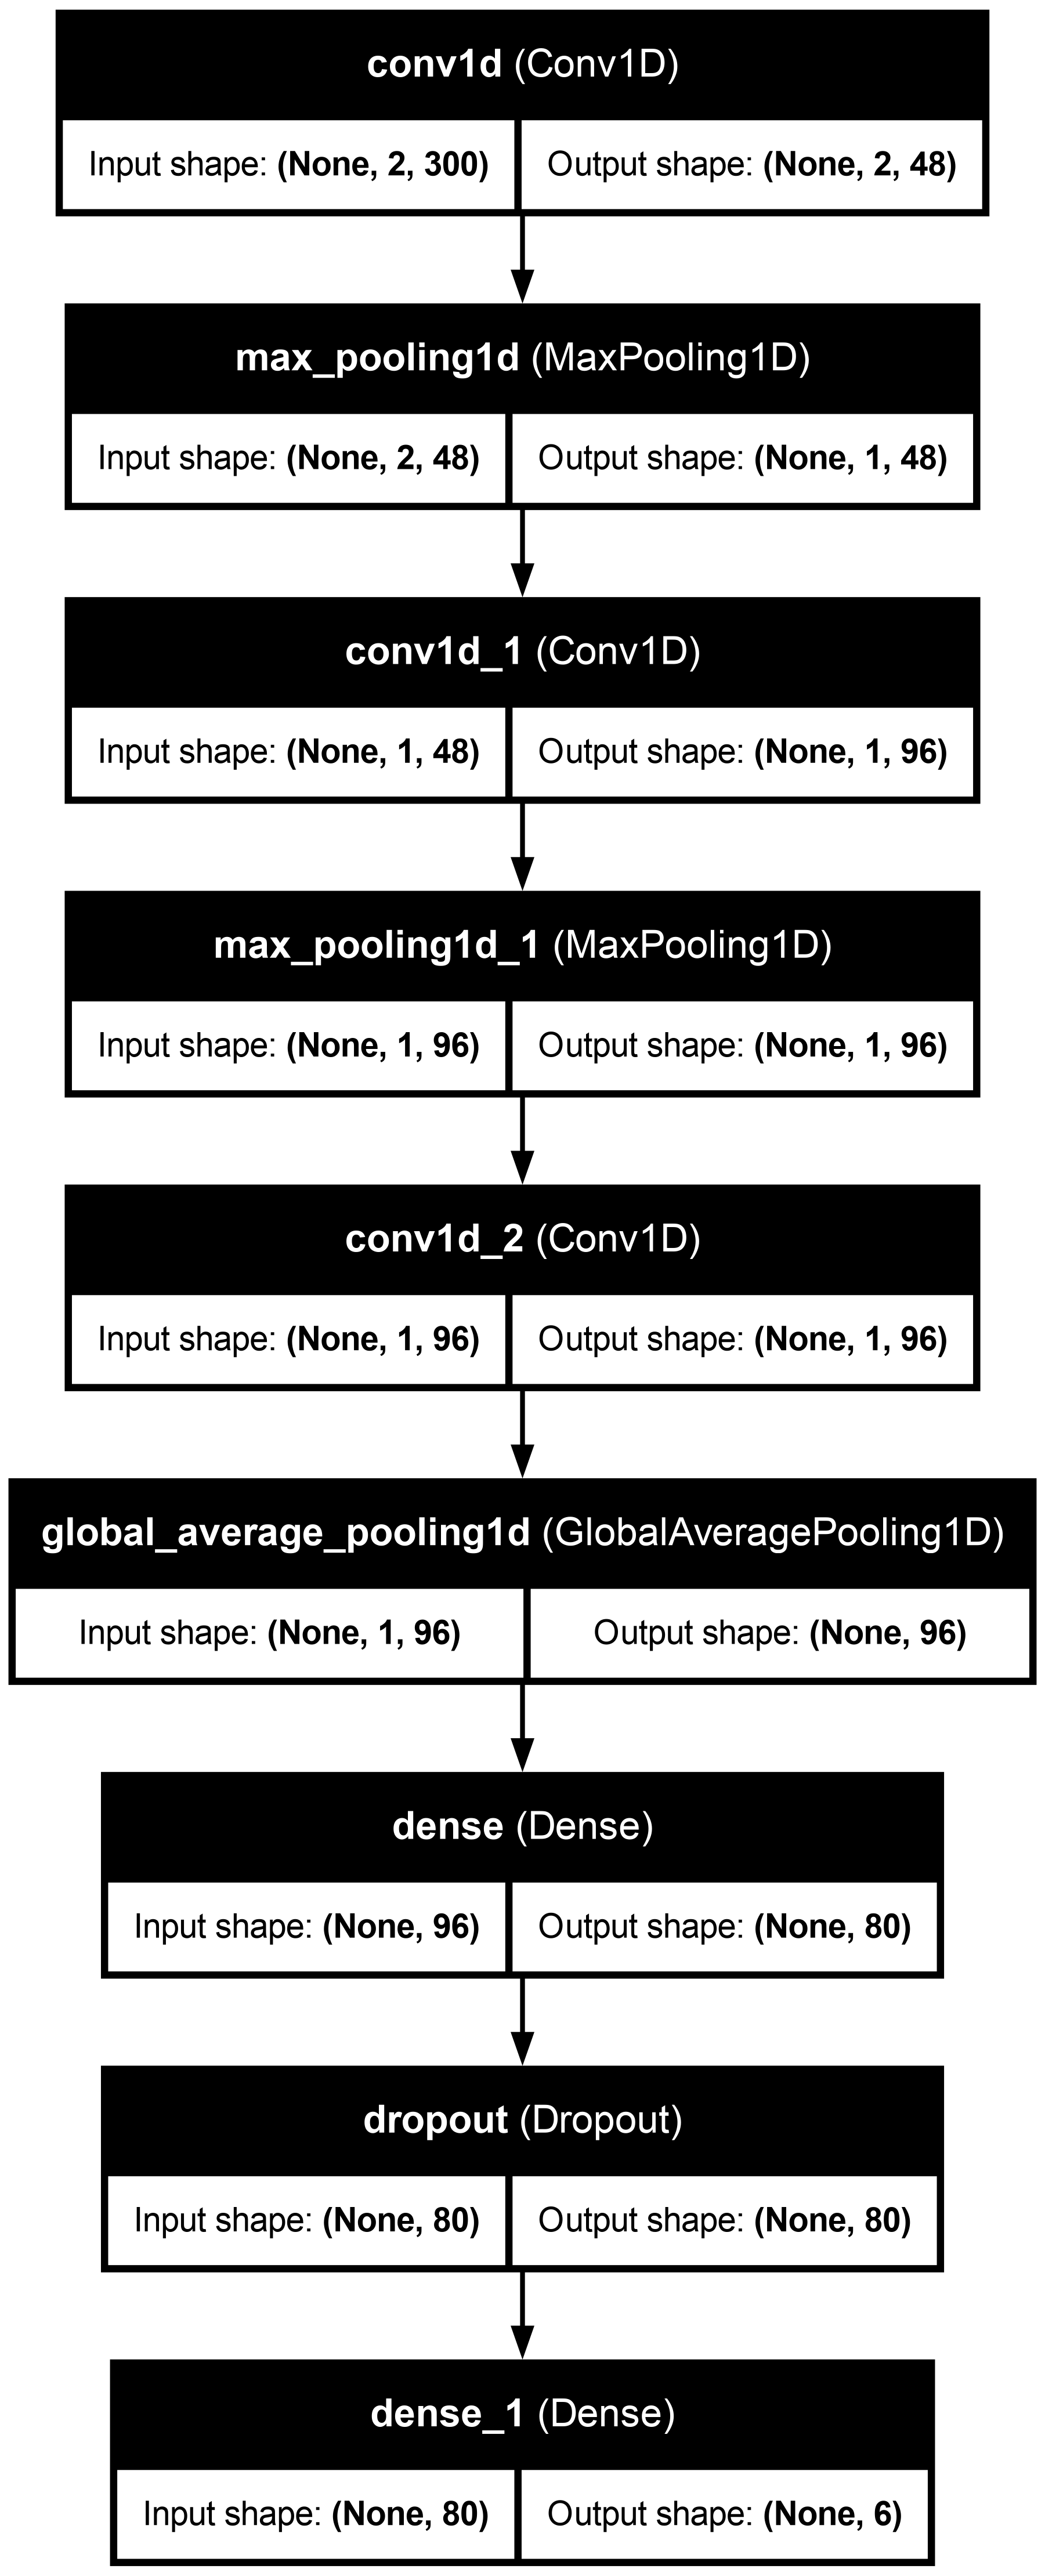 conv1d (Conv1D)
Input shape: (None, 2, 300) Output shape: (None, 2, 48)
max_pooling1d (MaxPooling1D)
Input shape: (None, 2, 48) Output shape: (None, 1, 48)
conv1d_1 (Conv1D)
Input shape: (None, 1, 48) Output shape: (None, 1, 96)
max_pooling1d_1 (MaxPooling1D)
Input shape: (None, 1, 96) Output shape: (None, 1, 96)
conv1d_2 (Conv1D)
Input shape: (None, 1, 96) Output shape: (None, 1, 96)
global_average_pooling1d (GlobalAveragePooling1D)
Input shape: (None, 1, 96) Output shape: (None, 96)
dense (Dense)
Input shape: (None, 96) Output shape: (None, 80)
dropout (Dropout)
Input shape: (None, 80) Output shape: (None, 80)
dense_1 (Dense)
Input shape: (None, 80) Output shape: (None, 6)